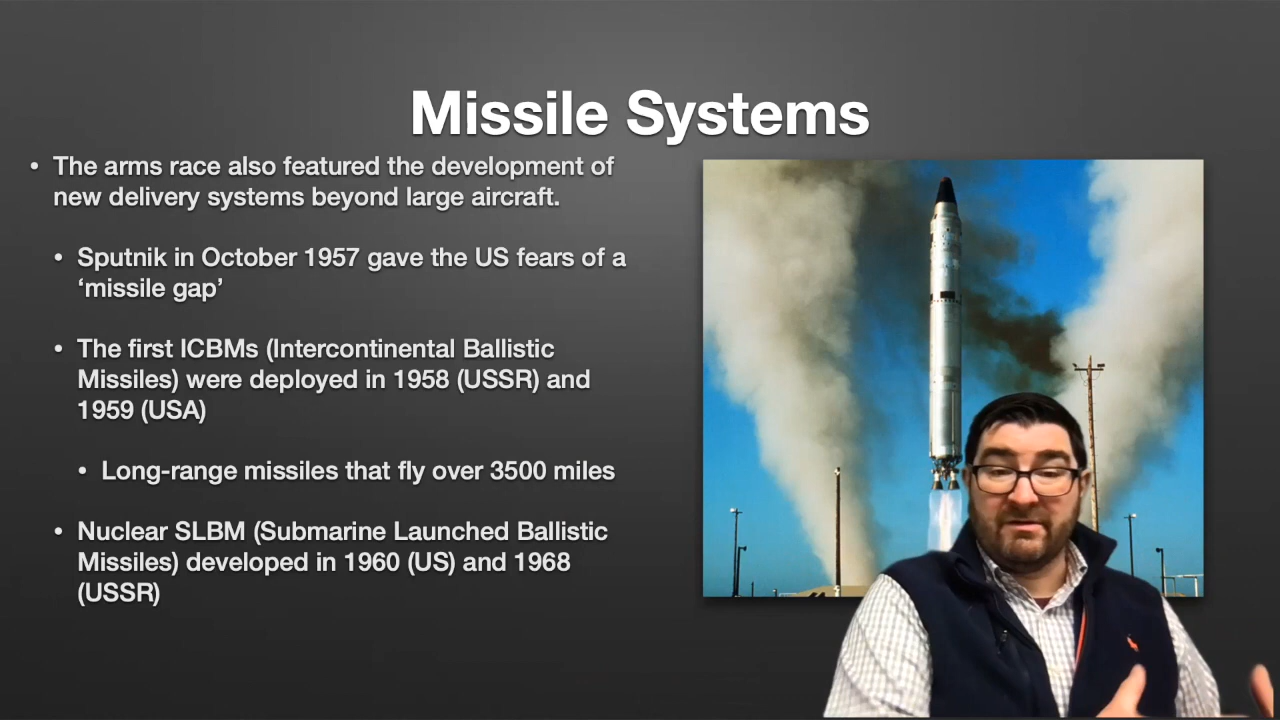 Missile Systems
• The arms race also featured the development of
new delivery systems beyond large aircraft.
• Sputnik in October 1957 gave the US fears of a
‘missile gap’
• The first ICBMs (Intercontinental Ballistic
Missiles) were deployed in 1958 (USSR) and
1959 (USA)
• Long-range missiles that fly over 3500 miles
• Nuclear SLBM (Submarine Launched Ballistic
Missiles) developed in 1960 (US) and 1968
(USSR)